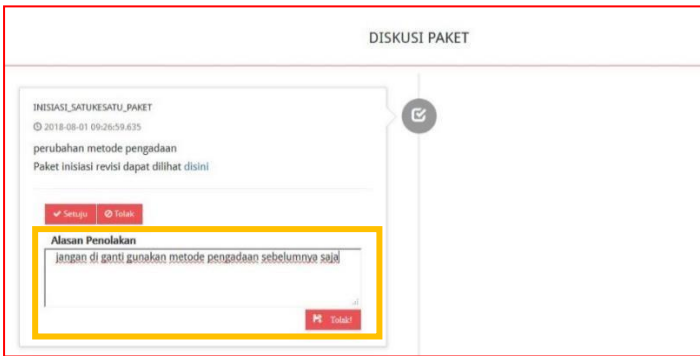 DISKUSI PAKET
INISIASI_SATUKESATU_PAKET
2018-08-01 09:26:59.635
perubahan metode pengadaan
Paket inisiasi revisi dapat dilihat disini
Setuju Tolak
Alasan Penolakan
jangan di ganti gunakan metode pengadaan sebelumnya saja
Tolak!